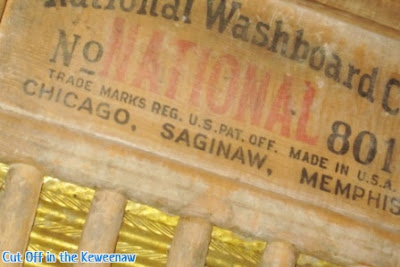 National Washboard C
No NATIONAL 801
TRADE MARKS REG. U.S. PAT. OFF. MADE IN U.S.A.
CHICAGO, SAGINAW, MEMPHIS
Cut Off in the Keweenaw